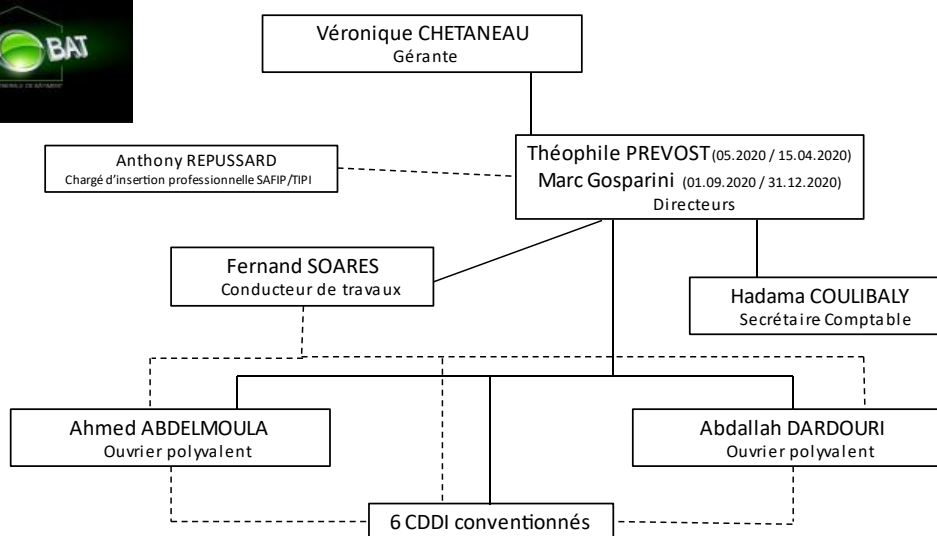 BAT
Véronique CHETANEAU
Gérante
Théophile PREVOST (05.2020 / 15.04.2020)
Marc Gosparini (01.09.2020 / 31.12.2020)
Directeurs
Anthony REPUSSARD
Chargé d'insertion professionnelle SAFIP/TIPI
Fernand SOARES
Conducteur de travaux
Hadama COULIBALY
Secrétaire Comptable
Ahmed ABDELMOULA
Ouvrier polyvalent
Abdallah DARDOURI
Ouvrier polyvalent
6 CDDI conventionnés